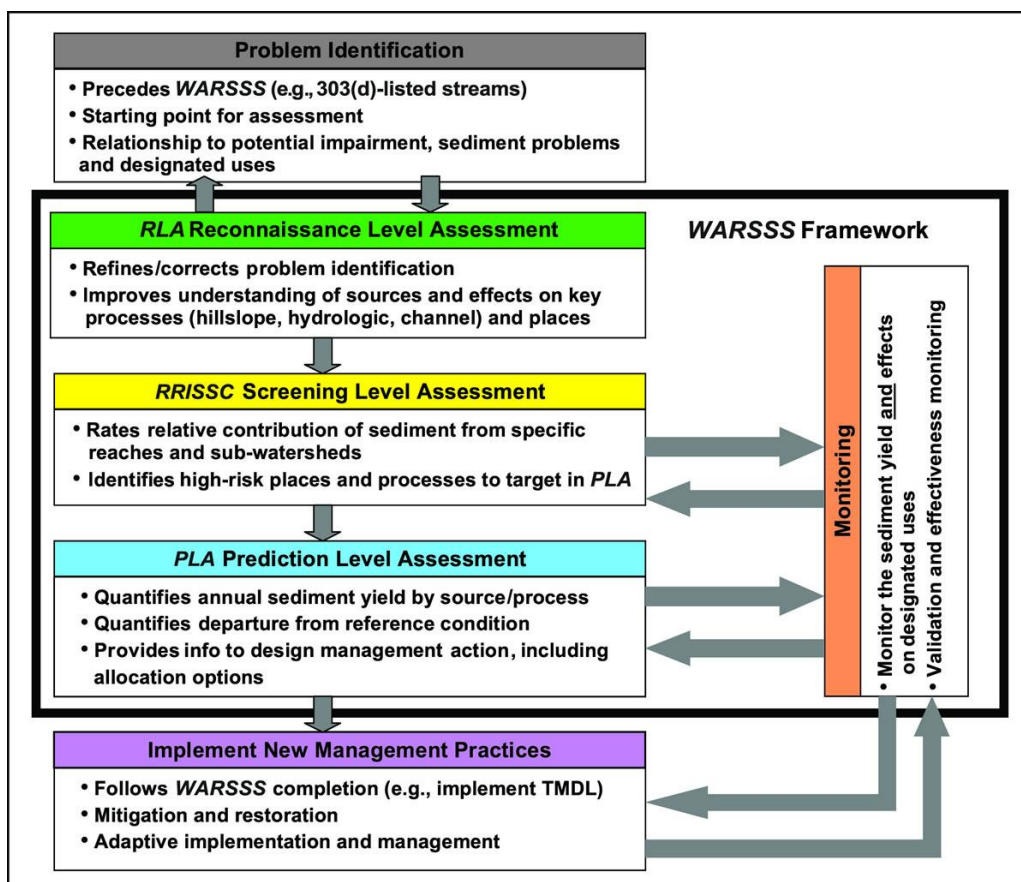 Problem Identification
• Precedes WARSSS (e.g., 303(d)-listed streams)
• Starting point for assessment
• Relationship to potential impairment, sediment problems
and designated uses
WARSSS Framework
RLA Reconnaissance Level Assessment
• Refines/corrects problem identification
• Improves understanding of sources and effects on key
processes (hillslope, hydrologic, channel) and places
RRISSC Screening Level Assessment
• Rates relative contribution of sediment from specific
reaches and sub-watersheds
• Identifies high-risk places and processes to target in PLA
PLA Prediction Level Assessment
• Quantifies annual sediment yield by source/process
• Quantifies departure from reference condition
• Provides info to design management action, including
allocation options
Monitoring
• Monitor the sediment yield and effects
on designated uses
• Validation and effectiveness monitoring
Implement New Management Practices
• Follows WARSSS completion (e.g., implement TMDL)
• Mitigation and restoration
• Adaptive implementation and management